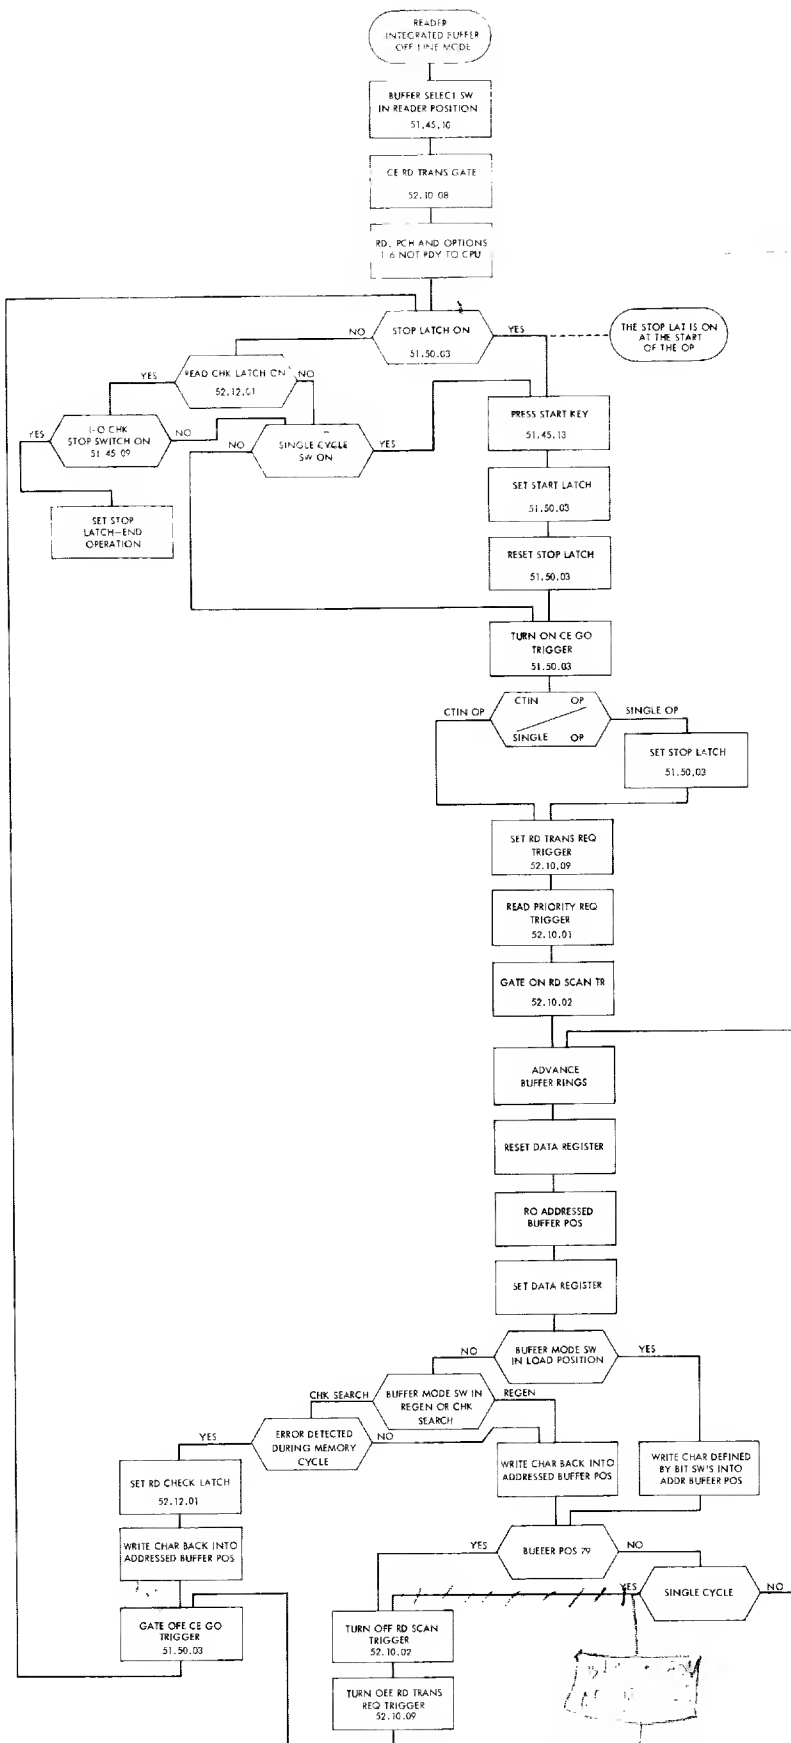 READER
INTEGRATED BUFFER
OFF LINE MODE
BUFFER SELECT SW
IN READER POSITION
51.45.10
CE RD TRANS GATE
52.10.08
RD, PCH AND OPTIONS
1 6 NOT RDY TO CPU
NO
STOP LATCH ON
51.50.03
YES
THE STOP LAT IS ON
AT THE START
OF THE OP
YES
READ CHK LATCH ON
52.12.01
NO
YES
I-O CHK
STOP SWITCH ON
51 45 09
NO
NO
SINGLE CYCLE
SW ON
YES
PRESS START KEY
51.45.13
SET STOP
LATCH-END
OPERATION
SET START LATCH
51.50.03
RESET STOP LATCH
51.50.03
TURN ON CE GO
TRIGGER
51.50.03
CTIN OP
CTIN OP
SINGLE OP
SINGLE OP
SET STOP LATCH
51.50.03
SET RD TRANS REQ
TRIGGER
52.10.09
READ PRIORITY REQ
TRIGGER
52.10.01
GATE ON RD SCAN TR
52.10.02
ADVANCE
BUFFER RINGS
RESET DATA REGISTER
RO ADDRESSED
BUFFER POS
SET DATA REGISTER
NO
BUFFER MODE SW
IN LOAD POSITION
YES
CHK SEARCH
BUFFER MODE SW IN
REGEN OR CHK
SEARCH
REGEN
YES
ERROR DETECTED
DURING MEMORY
CYCLE
NO
SET RD CHECK LATCH
52.12.01
WRITE CHAR BACK INTO
ADDRESSED BUFFER POS
WRITE CHAR DEFINED
BY BIT SW'S INTO
ADDR BUFFER POS
WRITE CHAR BACK INTO
ADDRESSED BUFFER POS
YES
BUFFER POS 79
NO
YES
SINGLE CYCLE
NO
GATE OFF CE GO
TRIGGER
51.50.03
TURN OFF RD SCAN
TRIGGER
52.10.02
TURN OFF RD TRANS
REQ TRIGGER
52.10.09